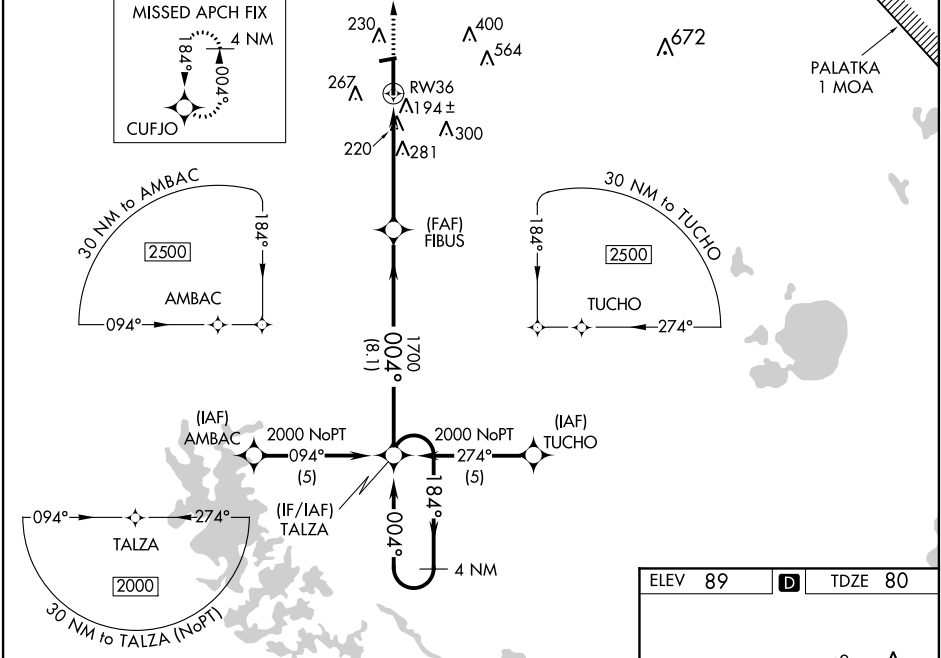 MISSED APCH FIX
4 NM
184°
004°
CUFJO
230
400
564
672
PALATKA
1 MOA
267
RW36
194 ±
300
220
281
30 NM to AMBAC
184°
2500
AMBAC
094°
(FAF)
FIBUS
30 NM to TUCHO
184°
2500
TUCHO
274°
1700
004°
(8.1)
(IAF)
AMBAC
2000 NoPT
094°
(5)
2000 NoPT
274°
(5)
(IAF)
TUCHO
(IF/IAF)
TALZA
184°
004°
4 NM
094°
274°
TALZA
2000
30 NM to TALZA (NoPT)
ELEV 89
D
TDZE 80